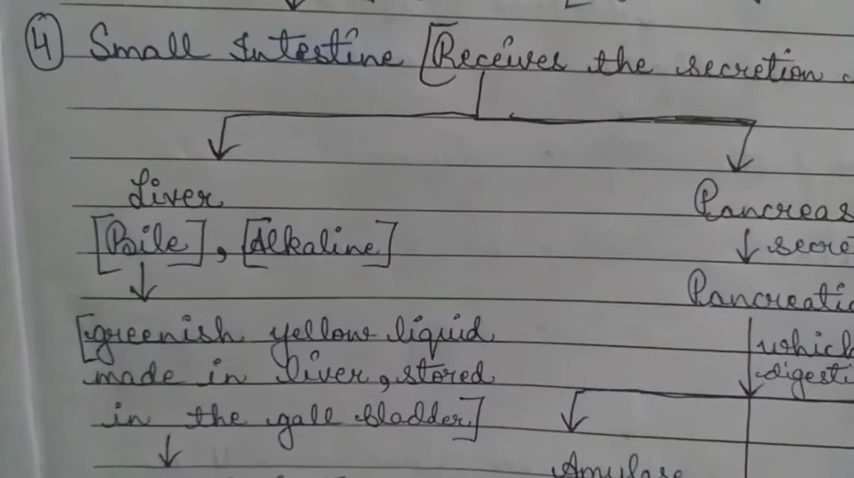 4 Small Intestine [Receives the secretion
Liver
[Bile], [Alkaline]
[greenish yellow liquid
made in liver, stored
in the gall bladder]
Pancreas
secre
Pancreatic
which
digesti
Amylase